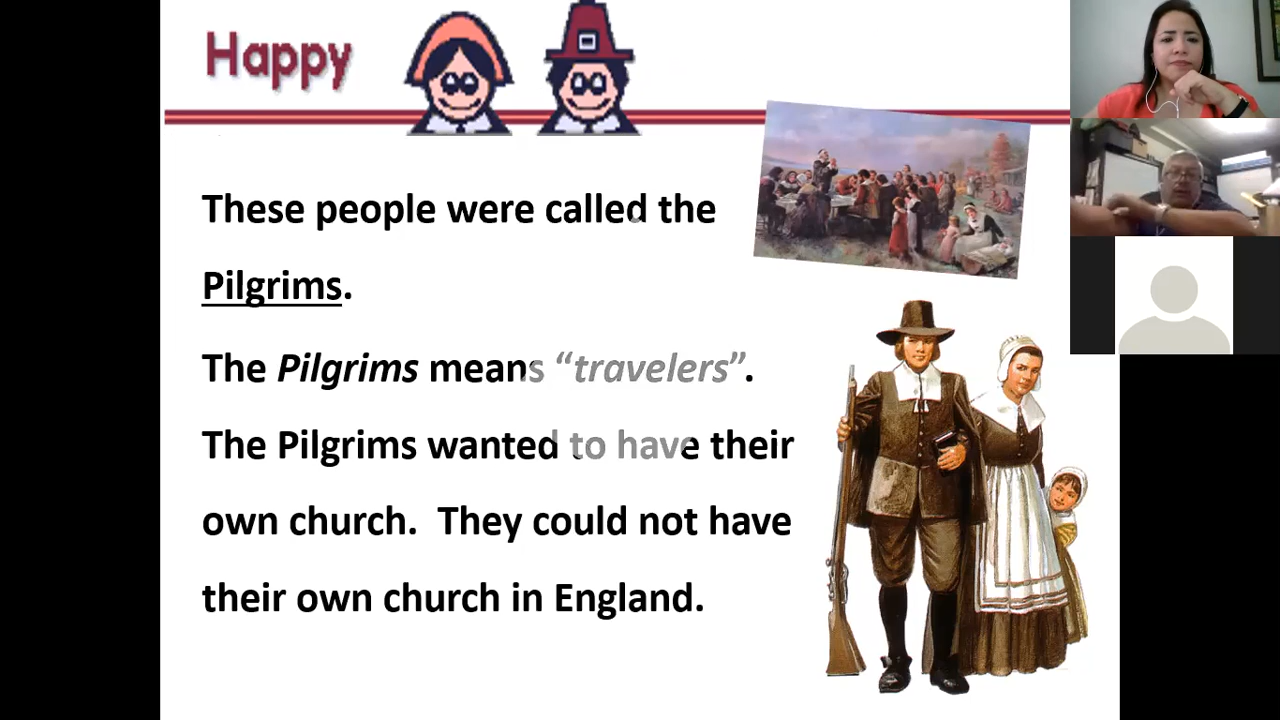 Happy
These people were called the
Pilgrims.
The Pilgrims means “travelers”.
The Pilgrims wanted to have their
own church. They could not have
their own church in England.